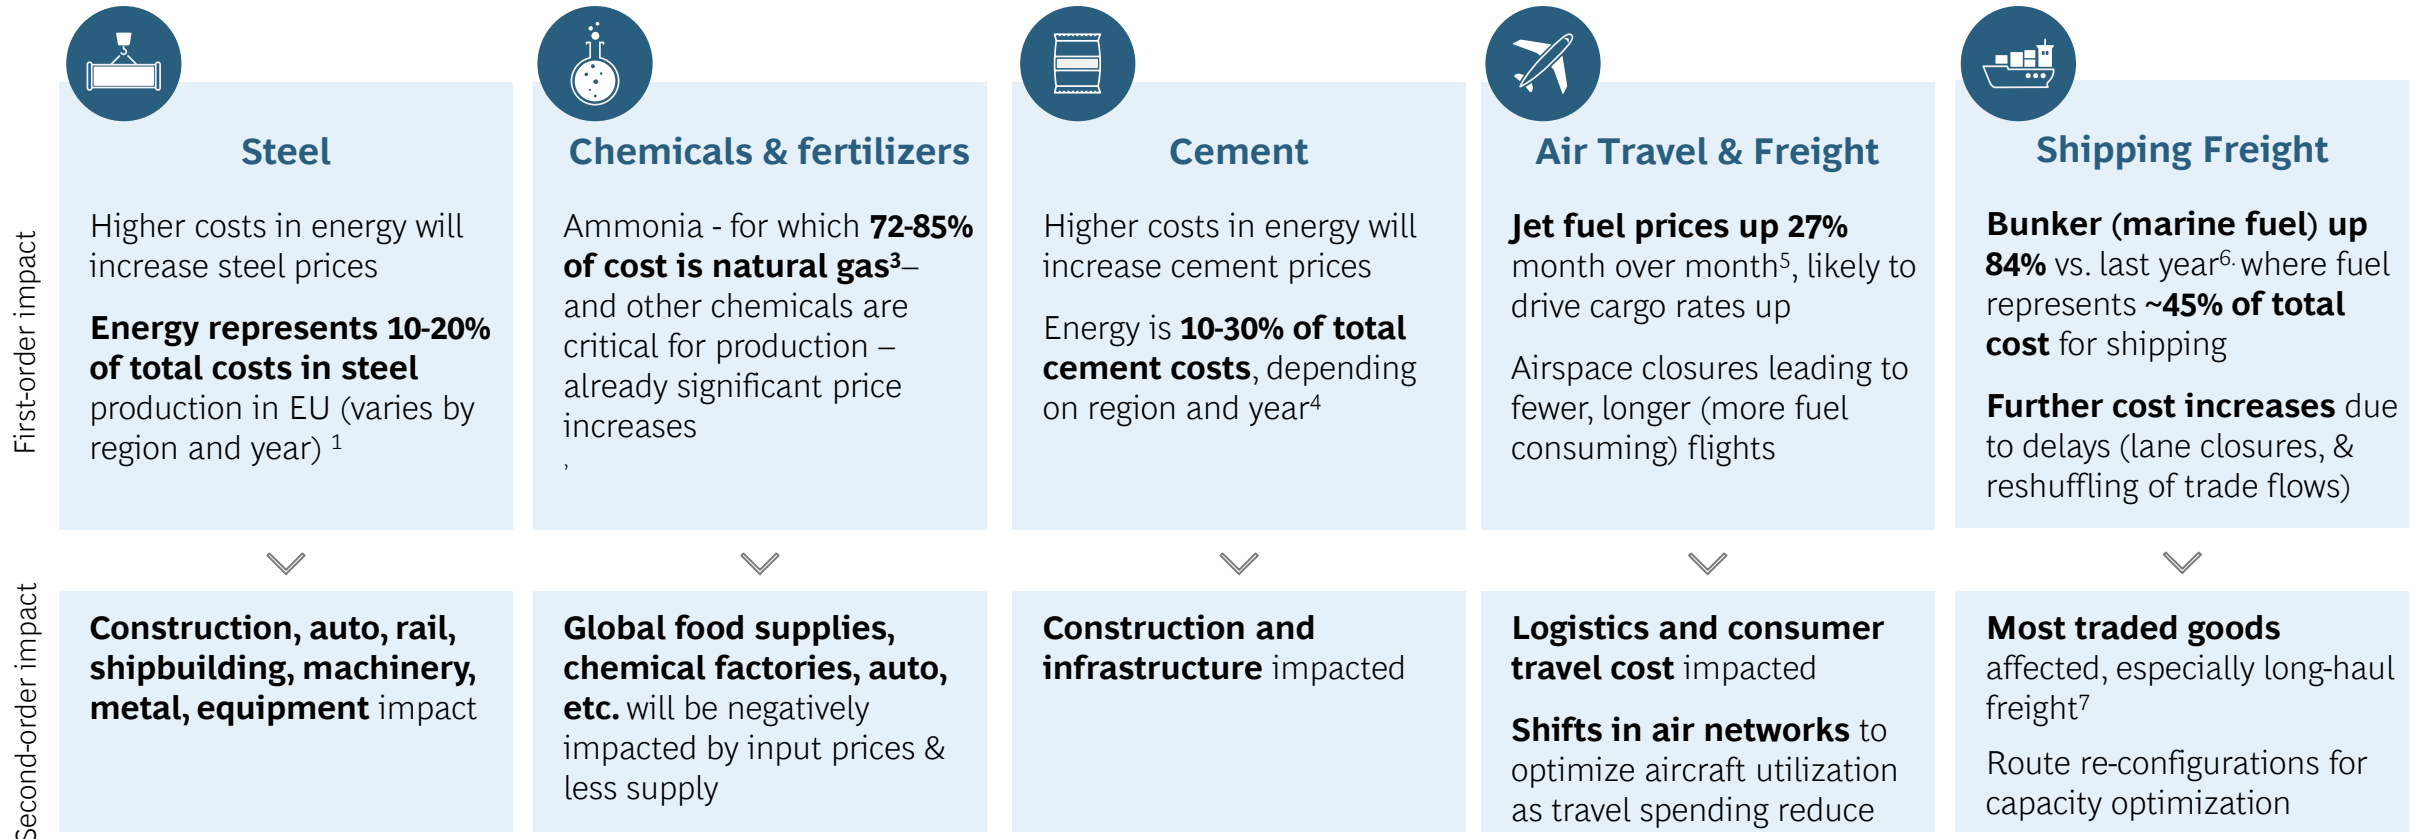 Steel
Chemicals & fertilizers
Cement
Air Travel & Freight
Shipping Freight
First-order impact
Higher costs in energy will
increase steel prices
Energy represents 10-20%
of total costs in steel
production in EU (varies by
region and year) 1
Ammonia - for which 72-85%
of cost is natural gas3–
and other chemicals are
critical for production –
already significant price
increases
,
Higher costs in energy will
increase cement prices
Energy is 10-30% of total
cement costs, depending
on region and year4
Jet fuel prices up 27%
month over month5, likely to
drive cargo rates up
Airspace closures leading to
fewer, longer (more fuel
consuming) flights
Bunker (marine fuel) up
84% vs. last year6. where fuel
represents ~45% of total
cost for shipping
Further cost increases due
to delays (lane closures, &
reshuffling of trade flows)
Second-order impact
Construction, auto, rail,
shipbuilding, machinery,
metal, equipment impact
Global food supplies,
chemical factories, auto,
etc. will be negatively
impacted by input prices &
less supply
Construction and
infrastructure impacted
Logistics and consumer
travel cost impacted
Shifts in air networks to
optimize aircraft utilization
as travel spending reduce
Most traded goods
affected, especially long-haul
freight7
Route re-configurations for
capacity optimization